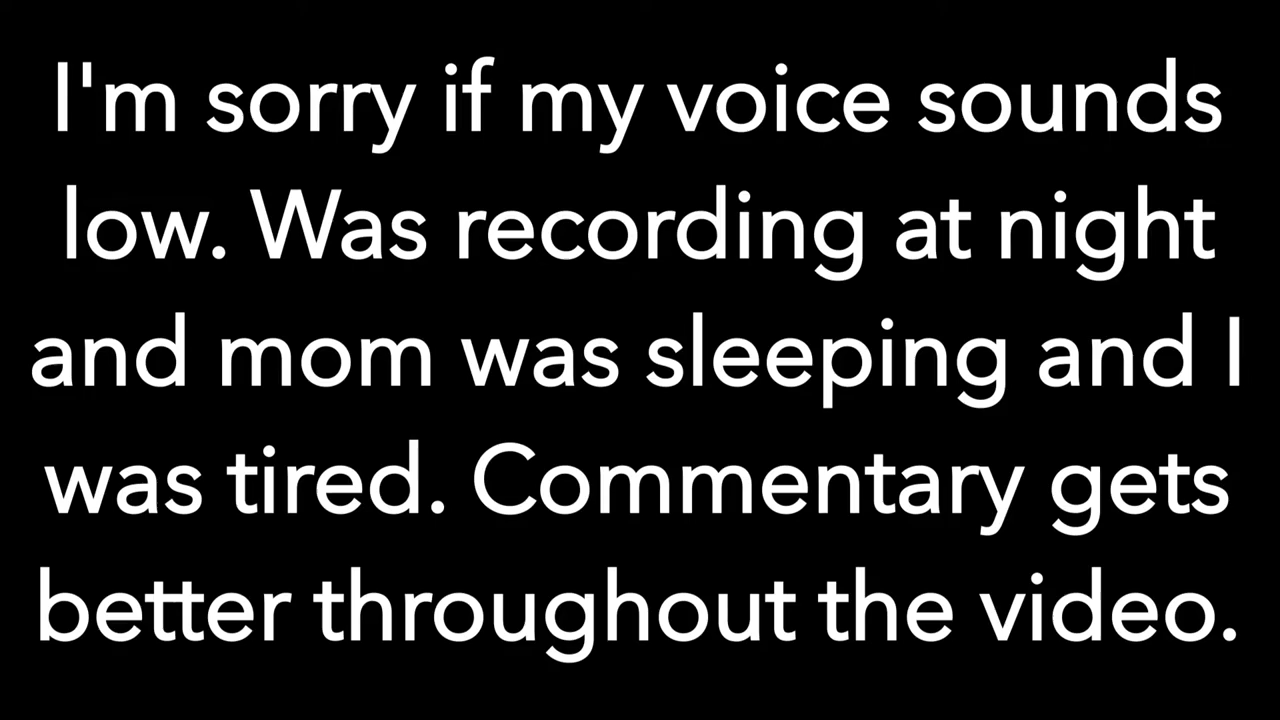 I'm sorry if my voice sounds
low. Was recording at night
and mom was sleeping and I
was tired. Commentary gets
better throughout the video.